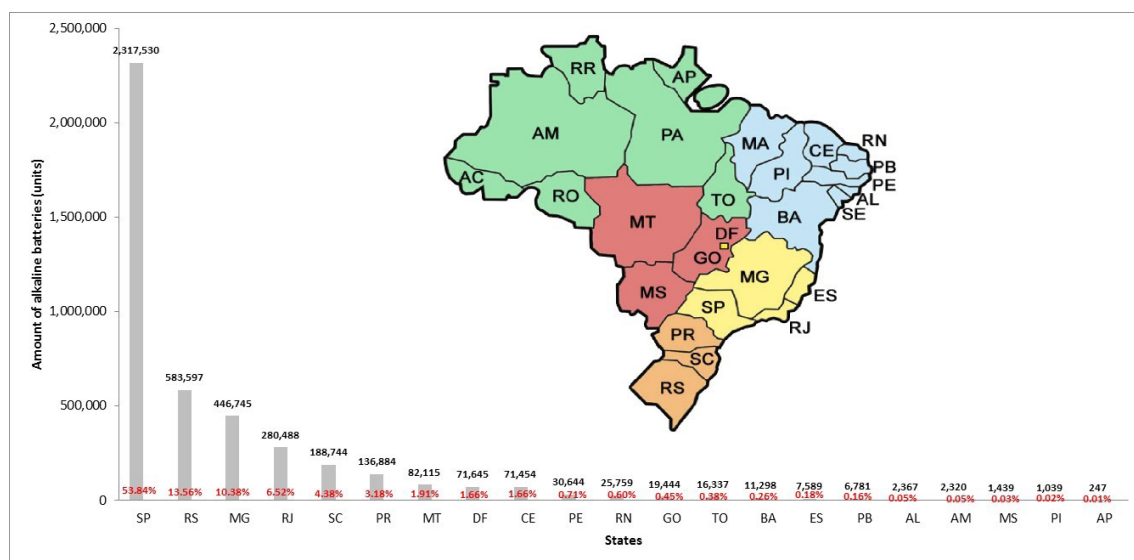 Amount of alkaline batteries (units)
2,500,000
2,000,000
1,500,000
1,000,000
500,000
0
2,317,530
583,597
446,745
280,488
188,744
136,884
82,115
71,645
71,454
30,644
25,759
19,444
16,337
11,298
7,589
6,781
2,367
2,320
1,439
1,039
247
53.84%
13.56%
10.38%
6.52%
4.38%
3.18%
1.91%
1.66%
1.66%
0.71%
0.60%
0.45%
0.38%
0.26%
0.18%
0.16%
0.05%
0.05%
0.03%
0.02%
0.01%
SP
RS
MG
RJ
SC
PR
MT
DF
CE
PE
RN
GO
TO
BA
ES
PB
AL
AM
MS
PI
AP
States
RR
AP
AM
PA
MA
CE
RN
PI
PB
PE
AL
SE
AC
RO
TO
BA
MT
DF
GO
MG
MS
ES
SP
RJ
PR
SC
RS